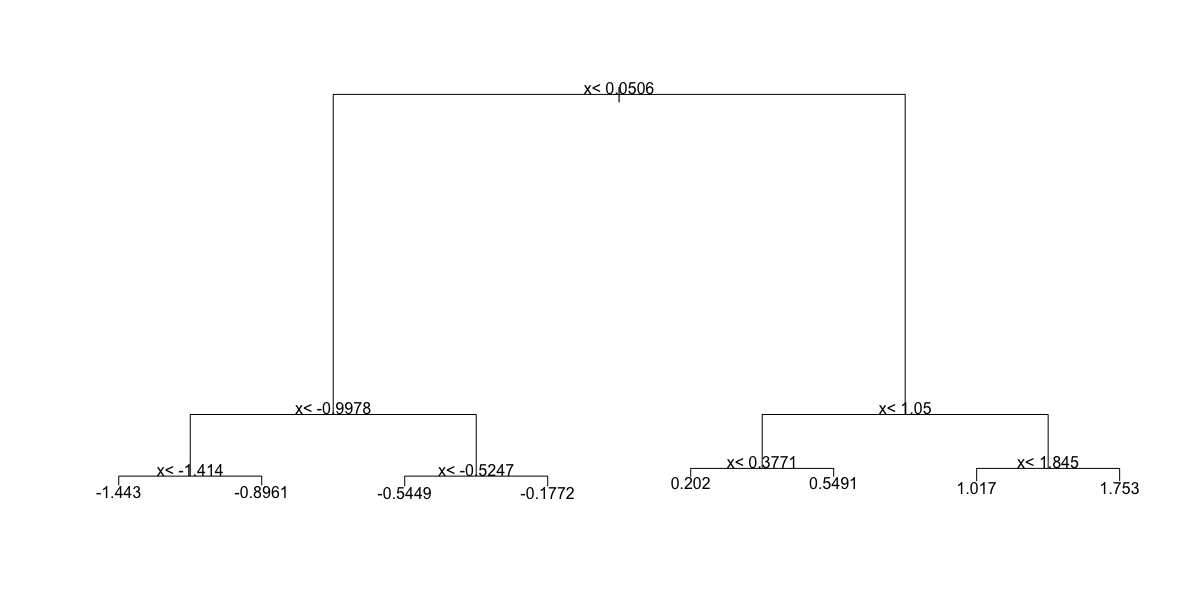 x< 0.0506
x< -0.9978
x< 1.05
x< -1.414
x< -0.5247
x< 0.3771
x< 1.845
-1.443
-0.8961
-0.5449
-0.1772
0.202
0.5491
1.017
1.753